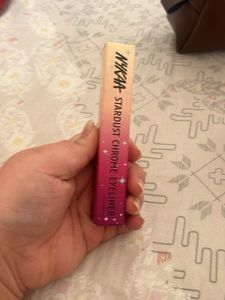 NYKAA
STARDUST CHROME EYELINER